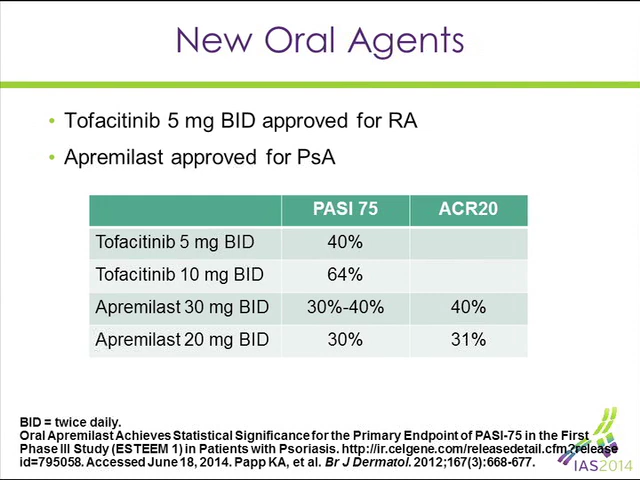 New Oral Agents
• Tofacitinib 5 mg BID approved for RA
• Apremilast approved for PsA
PASI 75 ACR20
Tofacitinib 5 mg BID 40%
Tofacitinib 10 mg BID 64%
Apremilast 30 mg BID 30%-40% 40%
Apremilast 20 mg BID 30% 31%
BID = twice daily.
Oral Apremilast Achieves Statistical Significance for the Primary Endpoint of PASI-75 in the First
Phase III Study (ESTEEM 1) in Patients with Psoriasis. http://ir.celgene.com/releasedetail.cfm?release
id=795058. Accessed June 18, 2014. Papp KA, et al. Br J Dermatol. 2012;167(3):668-677.
IAS2014